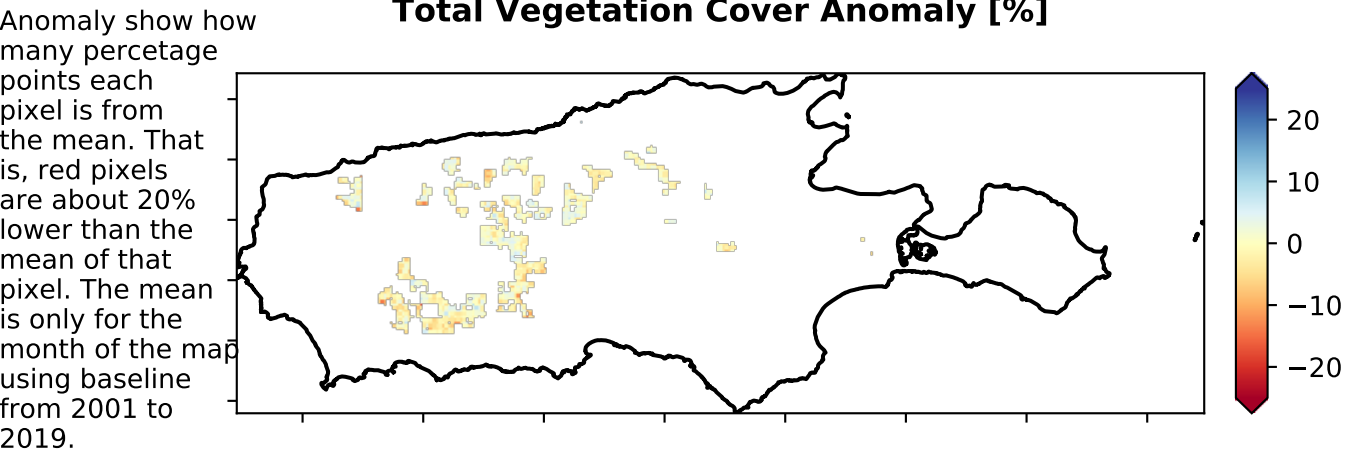 Total Vegetation Cover Anomaly [%]
Anomaly show how
many percetage
points each
pixel is from
the mean. That
is, red pixels
are about 20%
lower than the
mean of that
pixel. The mean
is only for the
month of the map
using baseline
from 2001 to
2019.
20
10
0
−10
−20